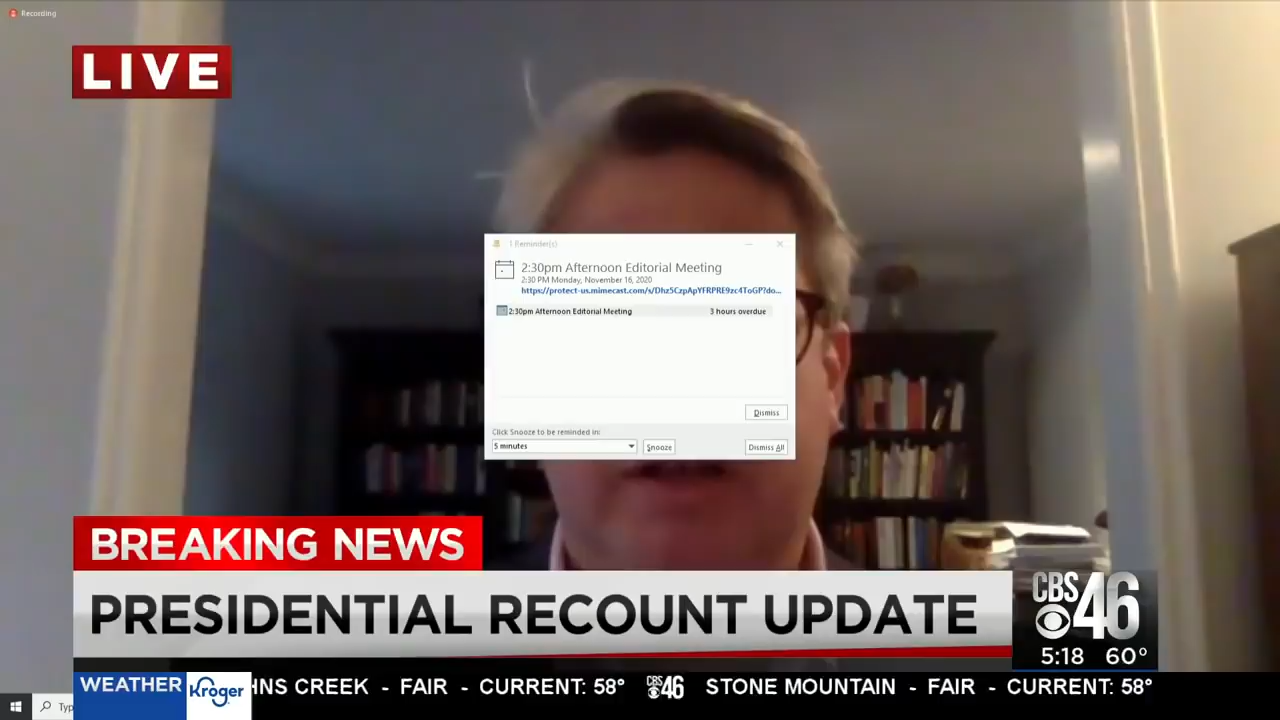 Recording
LIVE
1 Reminder(s)
2:30pm Afternoon Editorial Meeting
2:30 PM Monday, November 16, 2020
https://protect-us.mimecast.com/s/Dhz5CzpApYFRPRE9zc4ToGP?do...
2:30pm Afternoon Editorial Meeting 3 hours overdue
Dismiss
Click Snooze to be reminded in:
5 minutes Snooze Dismiss All
BREAKING NEWS
PRESIDENTIAL RECOUNT UPDATE
CBS 46
5:18 60°
WEATHER Kroger HNS CREEK - FAIR - CURRENT: 58° CBS 46 STONE MOUNTAIN - FAIR - CURRENT: 58°
Typ